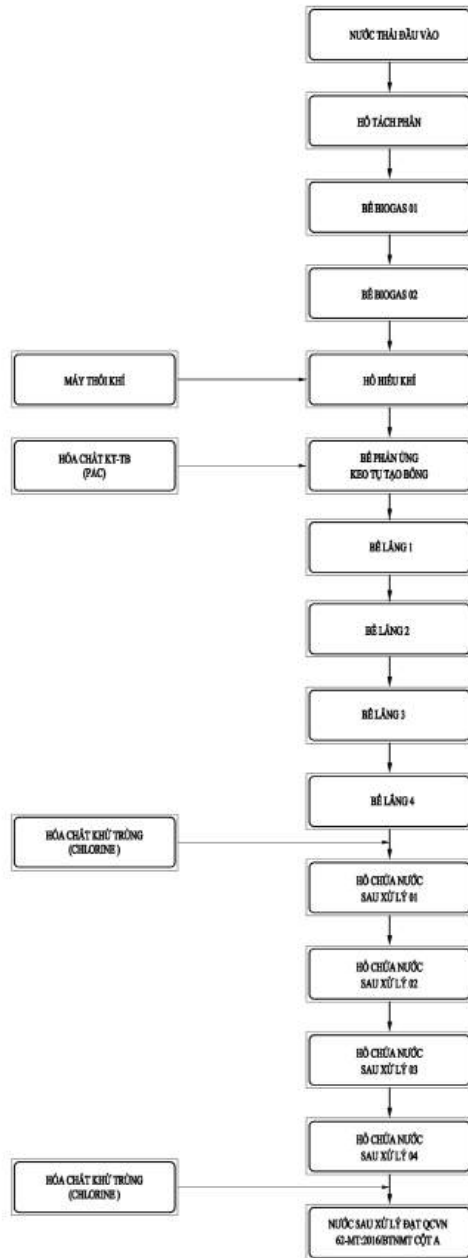 NƯỚC THẢI ĐẦU VÀO
HỐ TÁCH PHÂN
BỂ BIOGAS 01
BỂ BIOGAS 02
MÁY THỔI KHÍ
HỒ HIẾU KHÍ
HÓA CHẤT KT-TB
(PAC)
BỂ PHẢN ỨNG
KEO TỤ TẠO BÔNG
BỂ LẮNG 1
BỂ LẮNG 2
BỂ LẮNG 3
BỂ LẮNG 4
HÓA CHẤT KHỬ TRÙNG
(CHLORINE )
HỒ CHỨA NƯỚC
SAU XỬ LÝ 01
HỒ CHỨA NƯỚC
SAU XỬ LÝ 02
HỒ CHỨA NƯỚC
SAU XỬ LÝ 03
HỒ CHỨA NƯỚC
SAU XỬ LÝ 04
HÓA CHẤT KHỬ TRÙNG
(CHLORINE )
NƯỚC SAU XỬ LÝ ĐẠT QCVN
62-MT:2016/BTNMT CỘT A